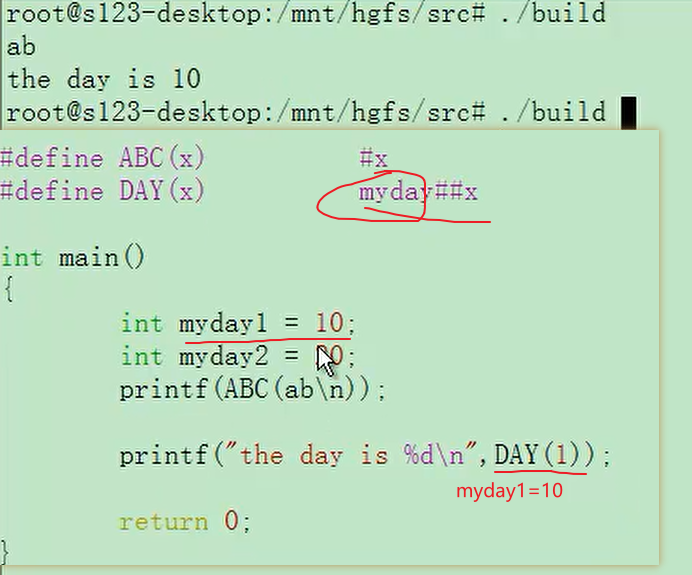 root@s123-desktop:/mnt/hgfs/src# ./build
ab
the day is 10
root@s123-desktop:/mnt/hgfs/src# ./build
#define ABC(x) #x
#define DAY(x) myday##x
int main()
{
int myday1 = 10;
int myday2 = 0;
printf(ABC(ab\n));
printf("the day is %d\n",DAY(1));
myday1=10
return 0;
}